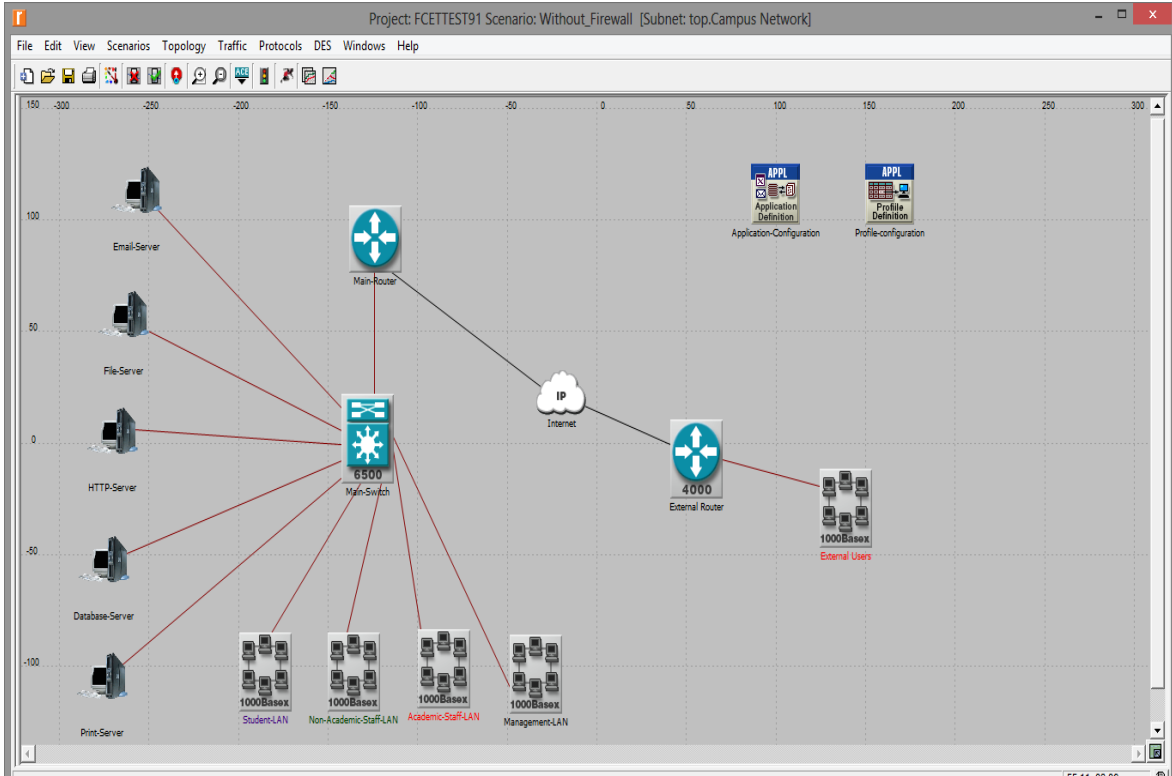 Project: FCETTEST91 Scenario: Without_Firewall [Subnet: top.Campus Network]
File Edit View Scenarios Topology Traffic Protocols DES Windows Help
ACE
150 -300 -250 -200 -150 -100 -50 0 50 100 150 200 250 300
APPL
Application
Definition
Application-Configuration
APPL
Profile
Definition
Profile-configuration
100
Email-Server
Main-Router
50
File-Server
IP
Internet
0
HTTP-Server
6500
Main-Switch
4000
External Router
1000Basex
External Users
-50
Database-Server
-100
1000Basex
Student-LAN
1000Basex
Non-Academic-Staff-LAN
1000Basex
Academic-Staff-LAN
1000Basex
Management-LAN
Print-Server